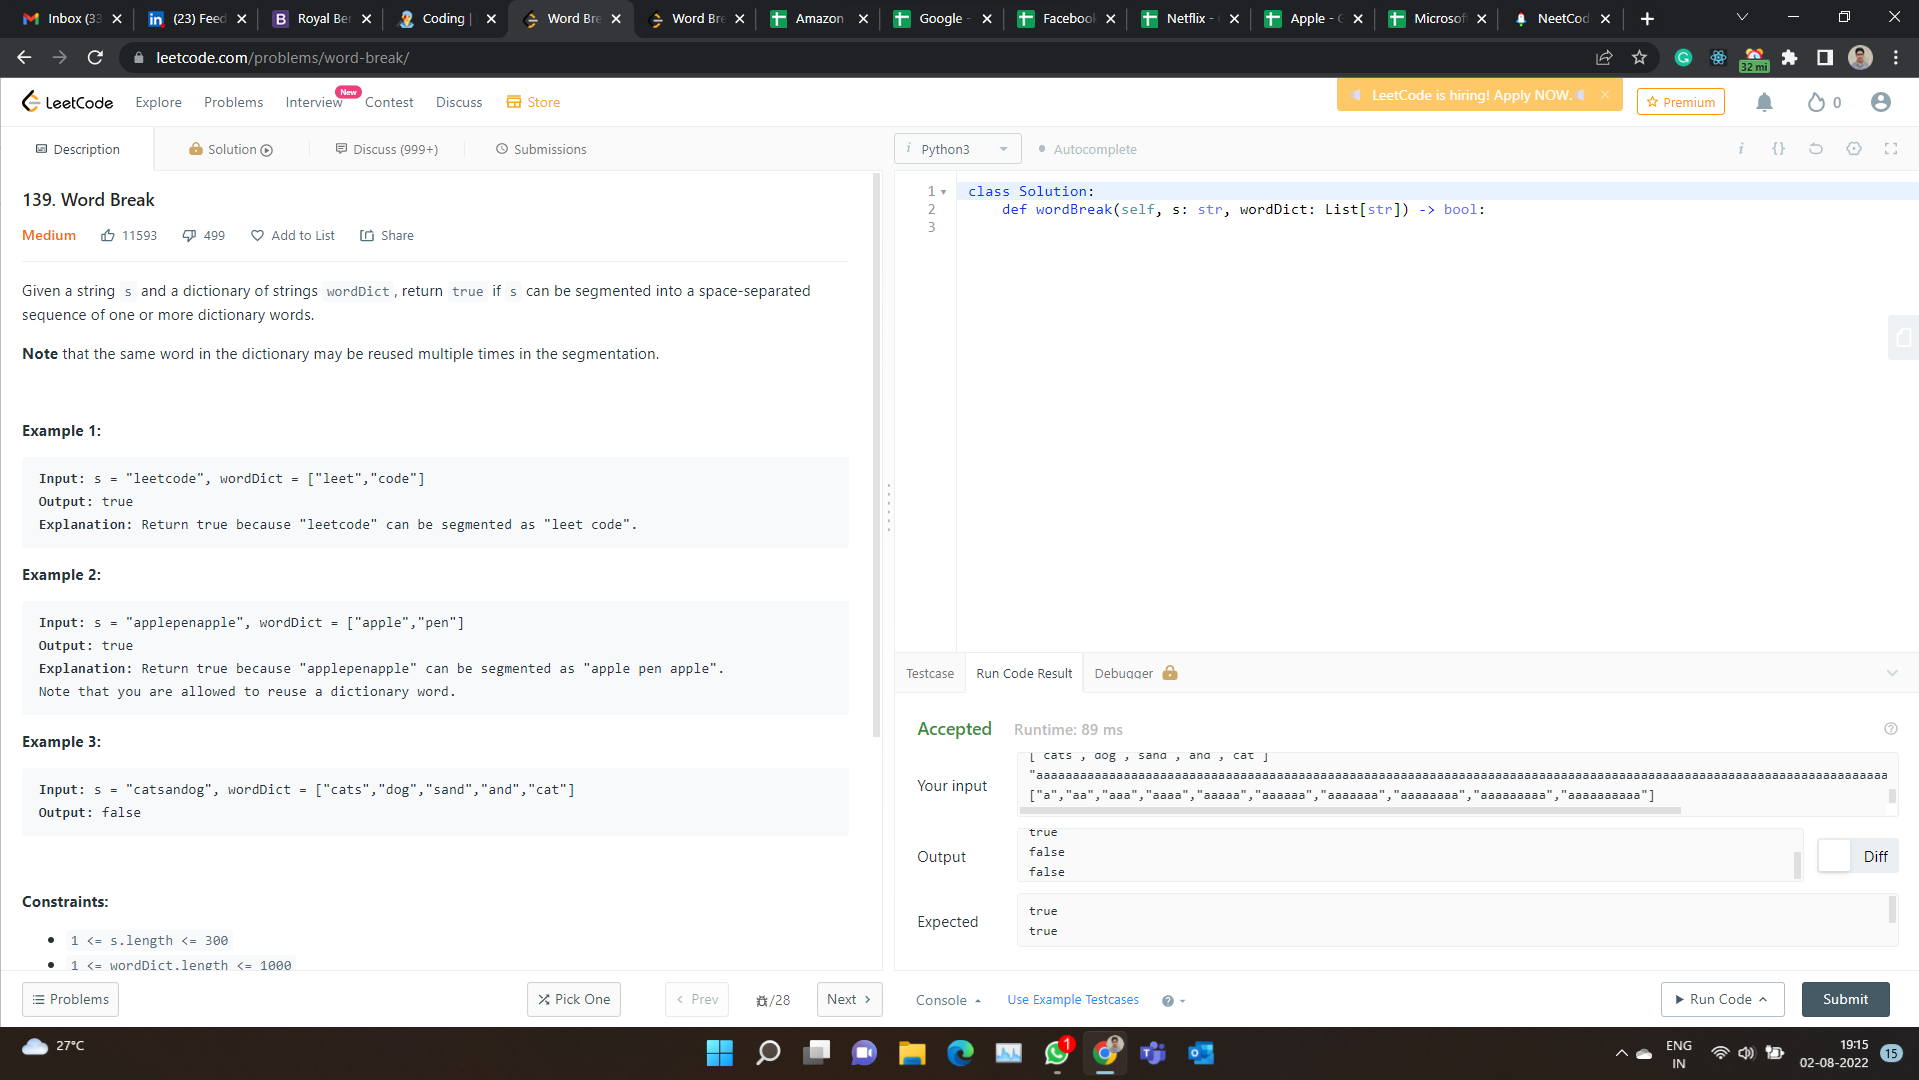 Inbox (33
(23) Feed
Royal Ber
Coding |
Word Bre
Word Bre
Amazon
Google -
Facebook
Netflix -
Apple - C
Microsof
NeetCod
leetcode.com/problems/word-break/
32 mi
LeetCode
Explore
Problems
Interview
New
Contest
Discuss
Store
LeetCode is hiring! Apply NOW.
Premium
0
Description
Solution
Discuss (999+)
Submissions
i Python3
Autocomplete
139. Word Break
Medium
11593
499
Add to List
Share
Given a string s and a dictionary of strings wordDict, return true if s can be segmented into a space-separated
sequence of one or more dictionary words.
Note that the same word in the dictionary may be reused multiple times in the segmentation.
Example 1:
Input: s = "leetcode", wordDict = ["leet","code"]
Output: true
Explanation: Return true because "leetcode" can be segmented as "leet code".
Example 2:
Input: s = "applepenapple", wordDict = ["apple","pen"]
Output: true
Explanation: Return true because "applepenapple" can be segmented as "apple pen apple".
Note that you are allowed to reuse a dictionary word.
Example 3:
Input: s = "catsandog", wordDict = ["cats","dog","sand","and","cat"]
Output: false
Constraints:
1 <= s.length <= 300
1 <= wordDict.length <= 1000
Problems
Pick One
Prev
/28
Next
1 class Solution:
2 def wordBreak(self, s: str, wordDict: List[str]) -> bool:
3
Testcase
Run Code Result
Debugger
Accepted
Runtime: 89 ms
Your input
["cats","dog","sand","and","cat"]
["a","aa","aaa","aaaa","aaaaa","aaaaaa","aaaaaaa","aaaaaaaa","aaaaaaaaa","aaaaaaaaaa"]
Output
true
false
false
Diff
Expected
true
true
Console
Use Example Testcases
Run Code
Submit
27°C
1
ENG
IN
19:15
02-08-2022
15